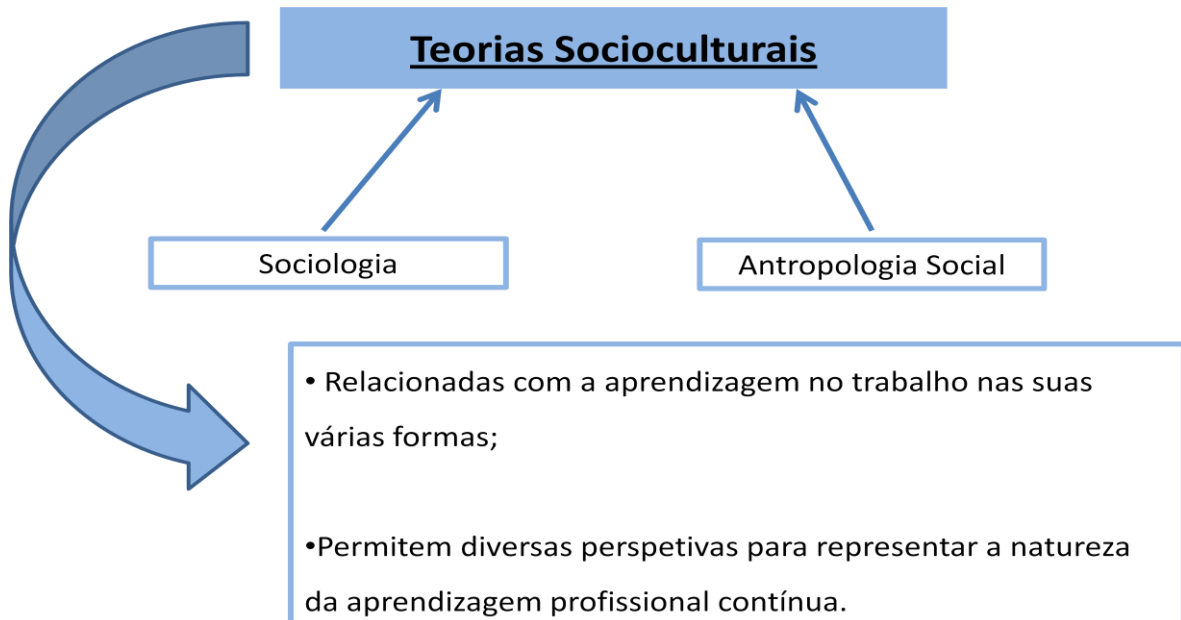 Teorias Socioculturais
Sociologia
Antropologia Social
• Relacionadas com a aprendizagem no trabalho nas suas
várias formas;
•Permitem diversas perspetivas para representar a natureza
da aprendizagem profissional contínua.